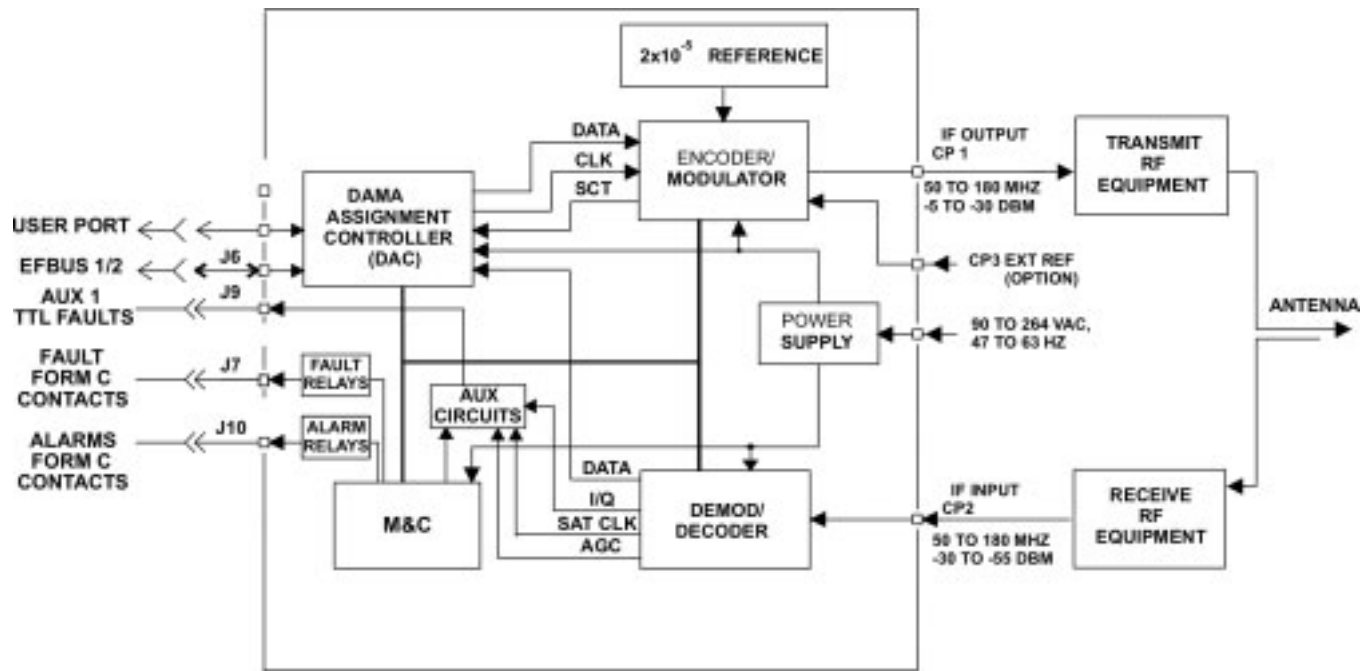 2x10-5 REFERENCE
DATA
CLK
SCT
ENCODER/
MODULATOR
IF OUTPUT
CP 1
50 TO 180 MHZ
-5 TO -30 DBM
TRANSMIT
RF
EQUIPMENT
DAMA
ASSIGNMENT
CONTROLLER
(DAC)
USER PORT
EFBUS 1/2
J6
AUX 1
TTL FAULTS
J9
CP3 EXT REF
(OPTION)
POWER
SUPPLY
90 TO 264 VAC,
47 TO 63 HZ
ANTENNA
FAULT
FORM C
CONTACTS
J7
FAULT
RELAYS
AUX
CIRCUITS
ALARMS
FORM C
CONTACTS
J10
ALARM
RELAYS
M&C
DATA
I/Q
SAT CLK
AGC
DEMOD/
DECODER
IF INPUT
CP2
50 TO 180 MHZ
-30 TO -55 DBM
RECEIVE
RF
EQUIPMENT